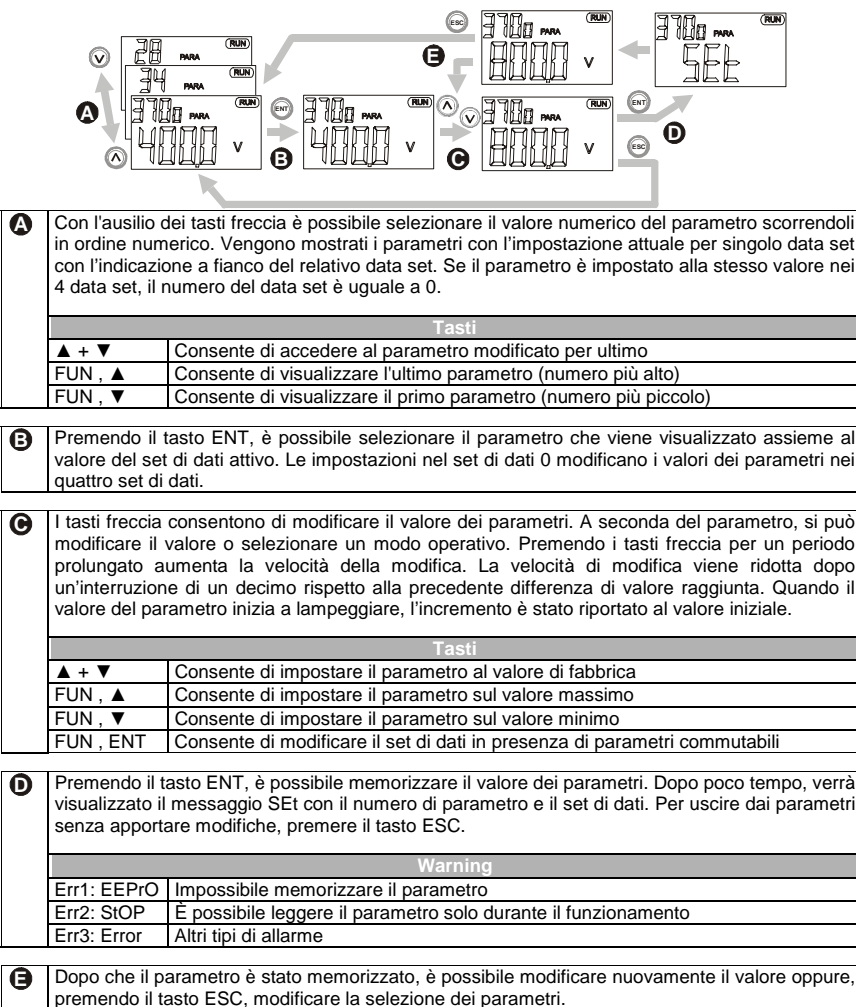 ESC
370 0 PARA RUN
800.0 V
370 0 PARA RUN
SEt
28 PARA RUN
34 PARA RUN
370 0 PARA RUN
400.0 V
ENT
370 0 PARA RUN
400.0 V
370 0 PARA RUN
800.0 V
ENT
ESC
A
B
C
D
E
A Con l'ausilio dei tasti freccia è possibile selezionare il valore numerico del parametro scorrendoli
in ordine numerico. Vengono mostrati i parametri con l'impostazione attuale per singolo data set
con l'indicazione a fianco del relativo data set. Se il parametro è impostato alla stesso valore nei
4 data set, il numero del data set è uguale a 0.
Tasti
▲ + ▼ Consente di accedere al parametro modificato per ultimo
FUN , ▲ Consente di visualizzare l'ultimo parametro (numero più alto)
FUN , ▼ Consente di visualizzare il primo parametro (numero più piccolo)
B Premendo il tasto ENT, è possibile selezionare il parametro che viene visualizzato assieme al
valore del set di dati attivo. Le impostazioni nel set di dati 0 modificano i valori dei parametri nei
quattro set di dati.
C I tasti freccia consentono di modificare il valore dei parametri. A seconda del parametro, si può
modificare il valore o selezionare un modo operativo. Premendo i tasti freccia per un periodo
prolungato aumenta la velocità della modifica. La velocità di modifica viene ridotta dopo
un'interruzione di un decimo rispetto alla precedente differenza di valore raggiunta. Quando il
valore del parametro inizia a lampeggiare, l'incremento è stato riportato al valore iniziale.
Tasti
▲ + ▼ Consente di impostare il parametro al valore di fabbrica
FUN , ▲ Consente di impostare il parametro sul valore massimo
FUN , ▼ Consente di impostare il parametro sul valore minimo
FUN , ENT Consente di modificare il set di dati in presenza di parametri commutabili
D Premendo il tasto ENT, è possibile memorizzare il valore dei parametri. Dopo poco tempo, verrà
visualizzato il messaggio SEt con il numero di parametro e il set di dati. Per uscire dai parametri
senza apportare modifiche, premere il tasto ESC.
Warning
Err1: EEPrO Impossibile memorizzare il parametro
Err2: StOP È possibile leggere il parametro solo durante il funzionamento
Err3: Error Altri tipi di allarme
E Dopo che il parametro è stato memorizzato, è possibile modificare nuovamente il valore oppure,
premendo il tasto ESC, modificare la selezione dei parametri.